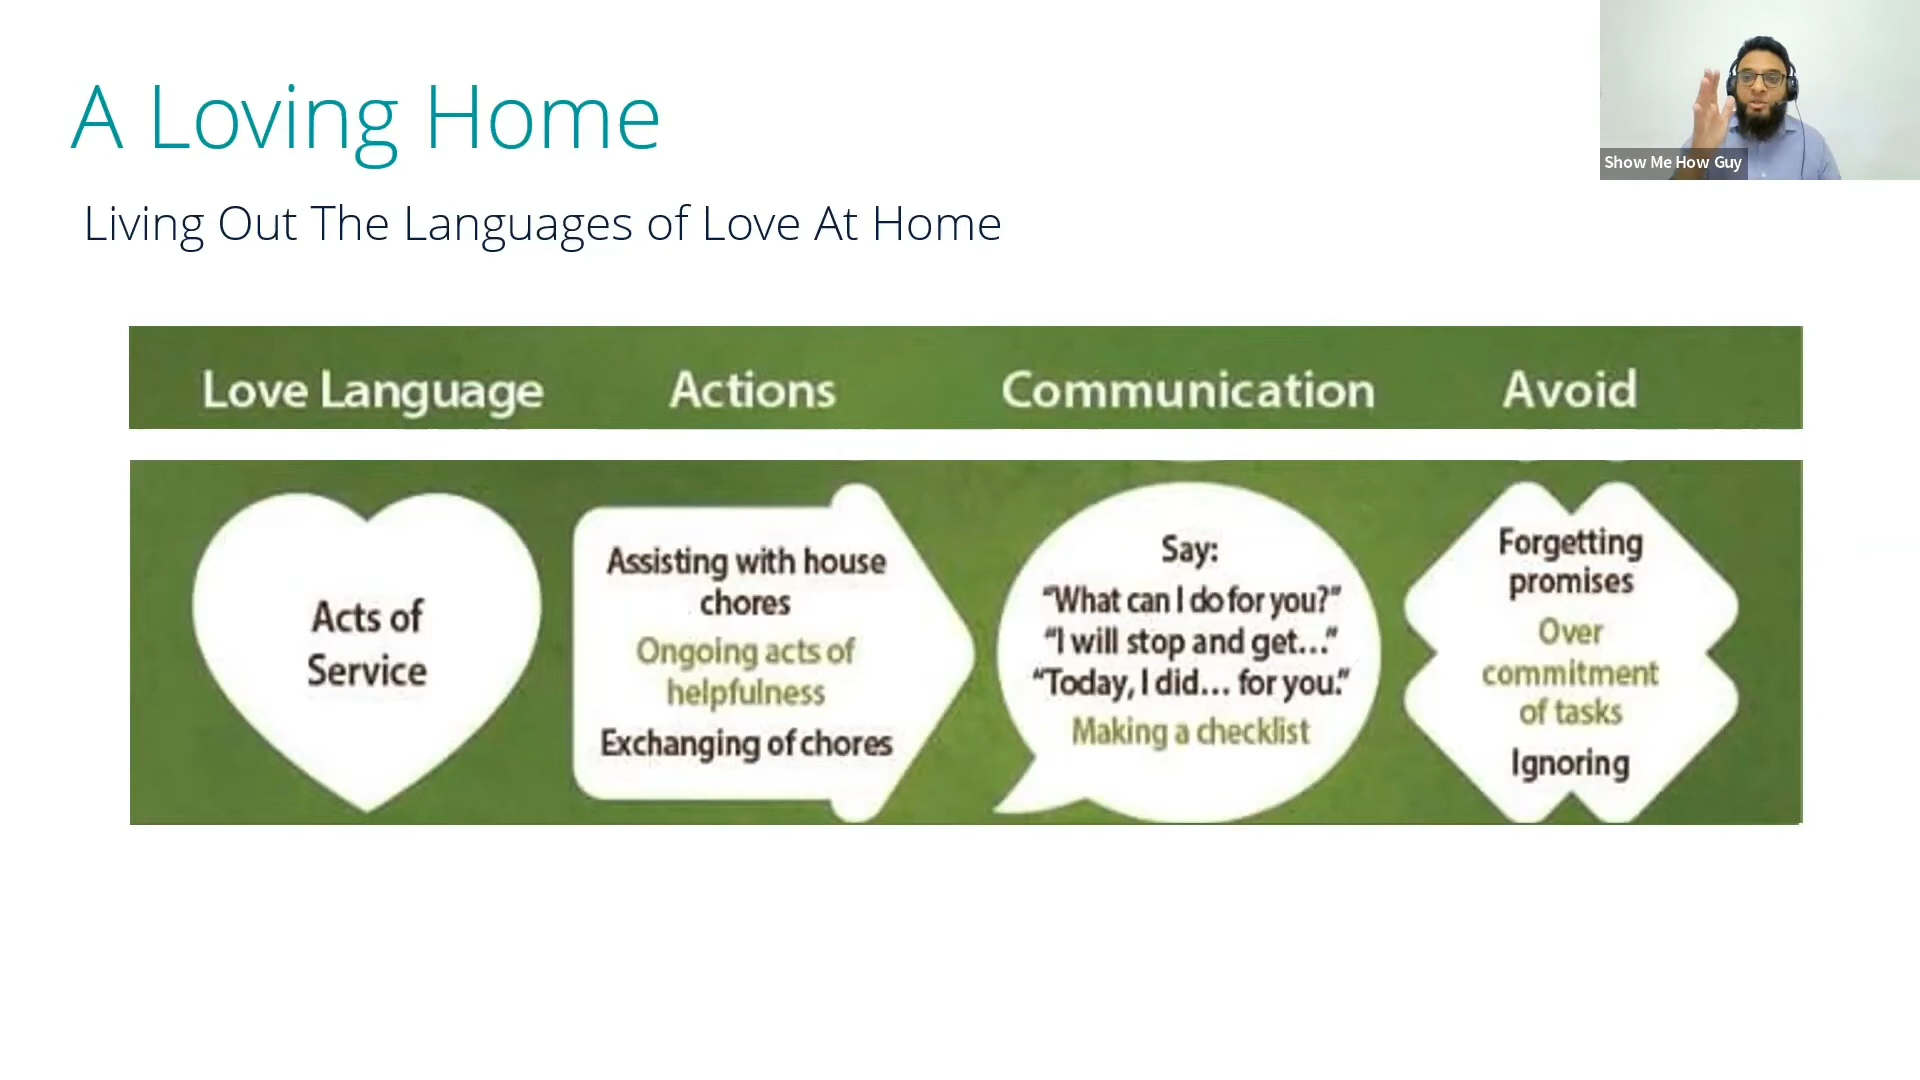 A Loving Home
Show Me How Guy
Living Out The Languages of Love At Home
Love Language
Actions
Communication
Avoid
Acts of
Service
Assisting with house
chores
Ongoing acts of
helpfulness
Exchanging of chores
Say:
“What can I do for you?”
“I will stop and get...”
“Today, I did... for you.”
Making a checklist
Forgetting
promises
Over
commitment
of tasks
Ignoring